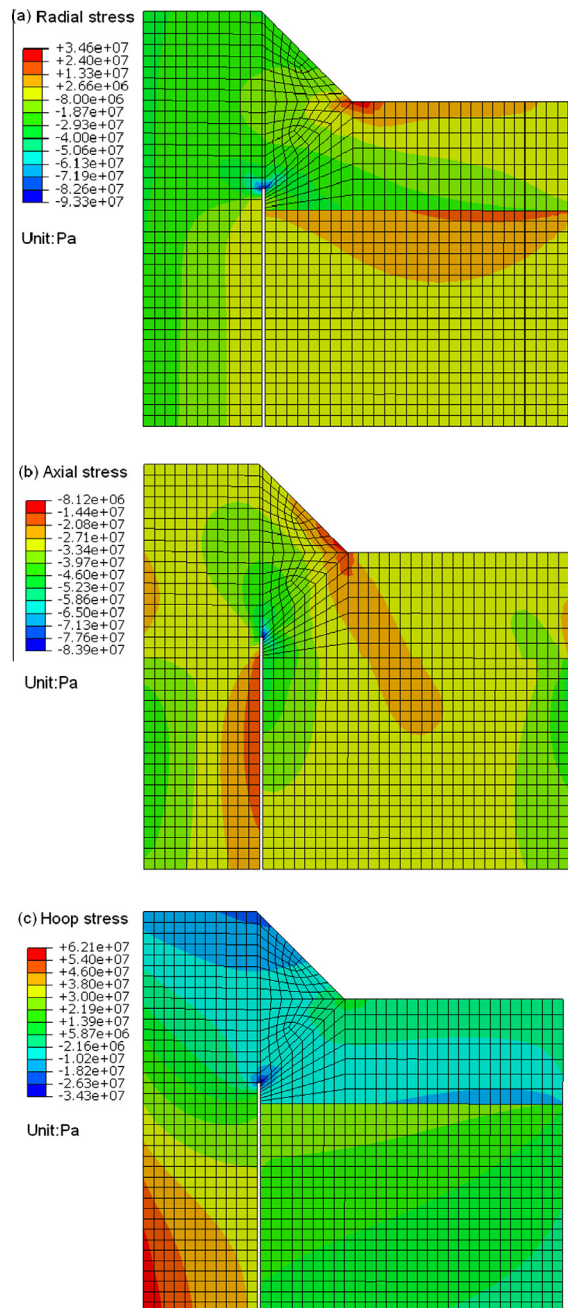 (a) Radial stress
+3.46e+07
+2.40e+07
+1.33e+07
+2.66e+06
-8.00e+06
-1.87e+07
-2.93e+07
-4.00e+07
-5.06e+07
-6.13e+07
-7.19e+07
-8.26e+07
-9.33e+07
Unit:Pa
(b) Axial stress
-8.12e+06
-1.44e+07
-2.08e+07
-2.71e+07
-3.34e+07
-3.97e+07
-4.60e+07
-5.23e+07
-5.86e+07
-6.50e+07
-7.13e+07
-7.76e+07
-8.39e+07
Unit:Pa
(c) Hoop stress
+6.21e+07
+5.40e+07
+4.60e+07
+3.80e+07
+3.00e+07
+2.19e+07
+1.39e+07
+5.87e+06
-2.16e+06
-1.02e+07
-1.82e+07
-2.63e+07
-3.43e+07
Unit:Pa